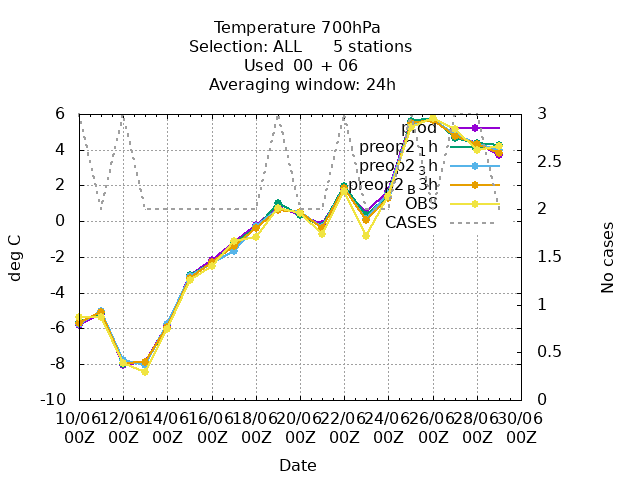 Temperature 700hPa
Selection: ALL 5 stations
Used 00 + 06
Averaging window: 24h
6
4
2
0
-2
-4
-6
-8
-10
deg C
3
2.5
2
1.5
1
0.5
0
No cases
prod
preop2_1h
preop2_3h
preop2_B3h
OBS
CASES
10/06 12/06 14/06 16/06 18/06 20/06 22/06 24/06 26/06 28/06 30/06
00Z 00Z 00Z 00Z 00Z 00Z 00Z 00Z 00Z 00Z 00Z
Date